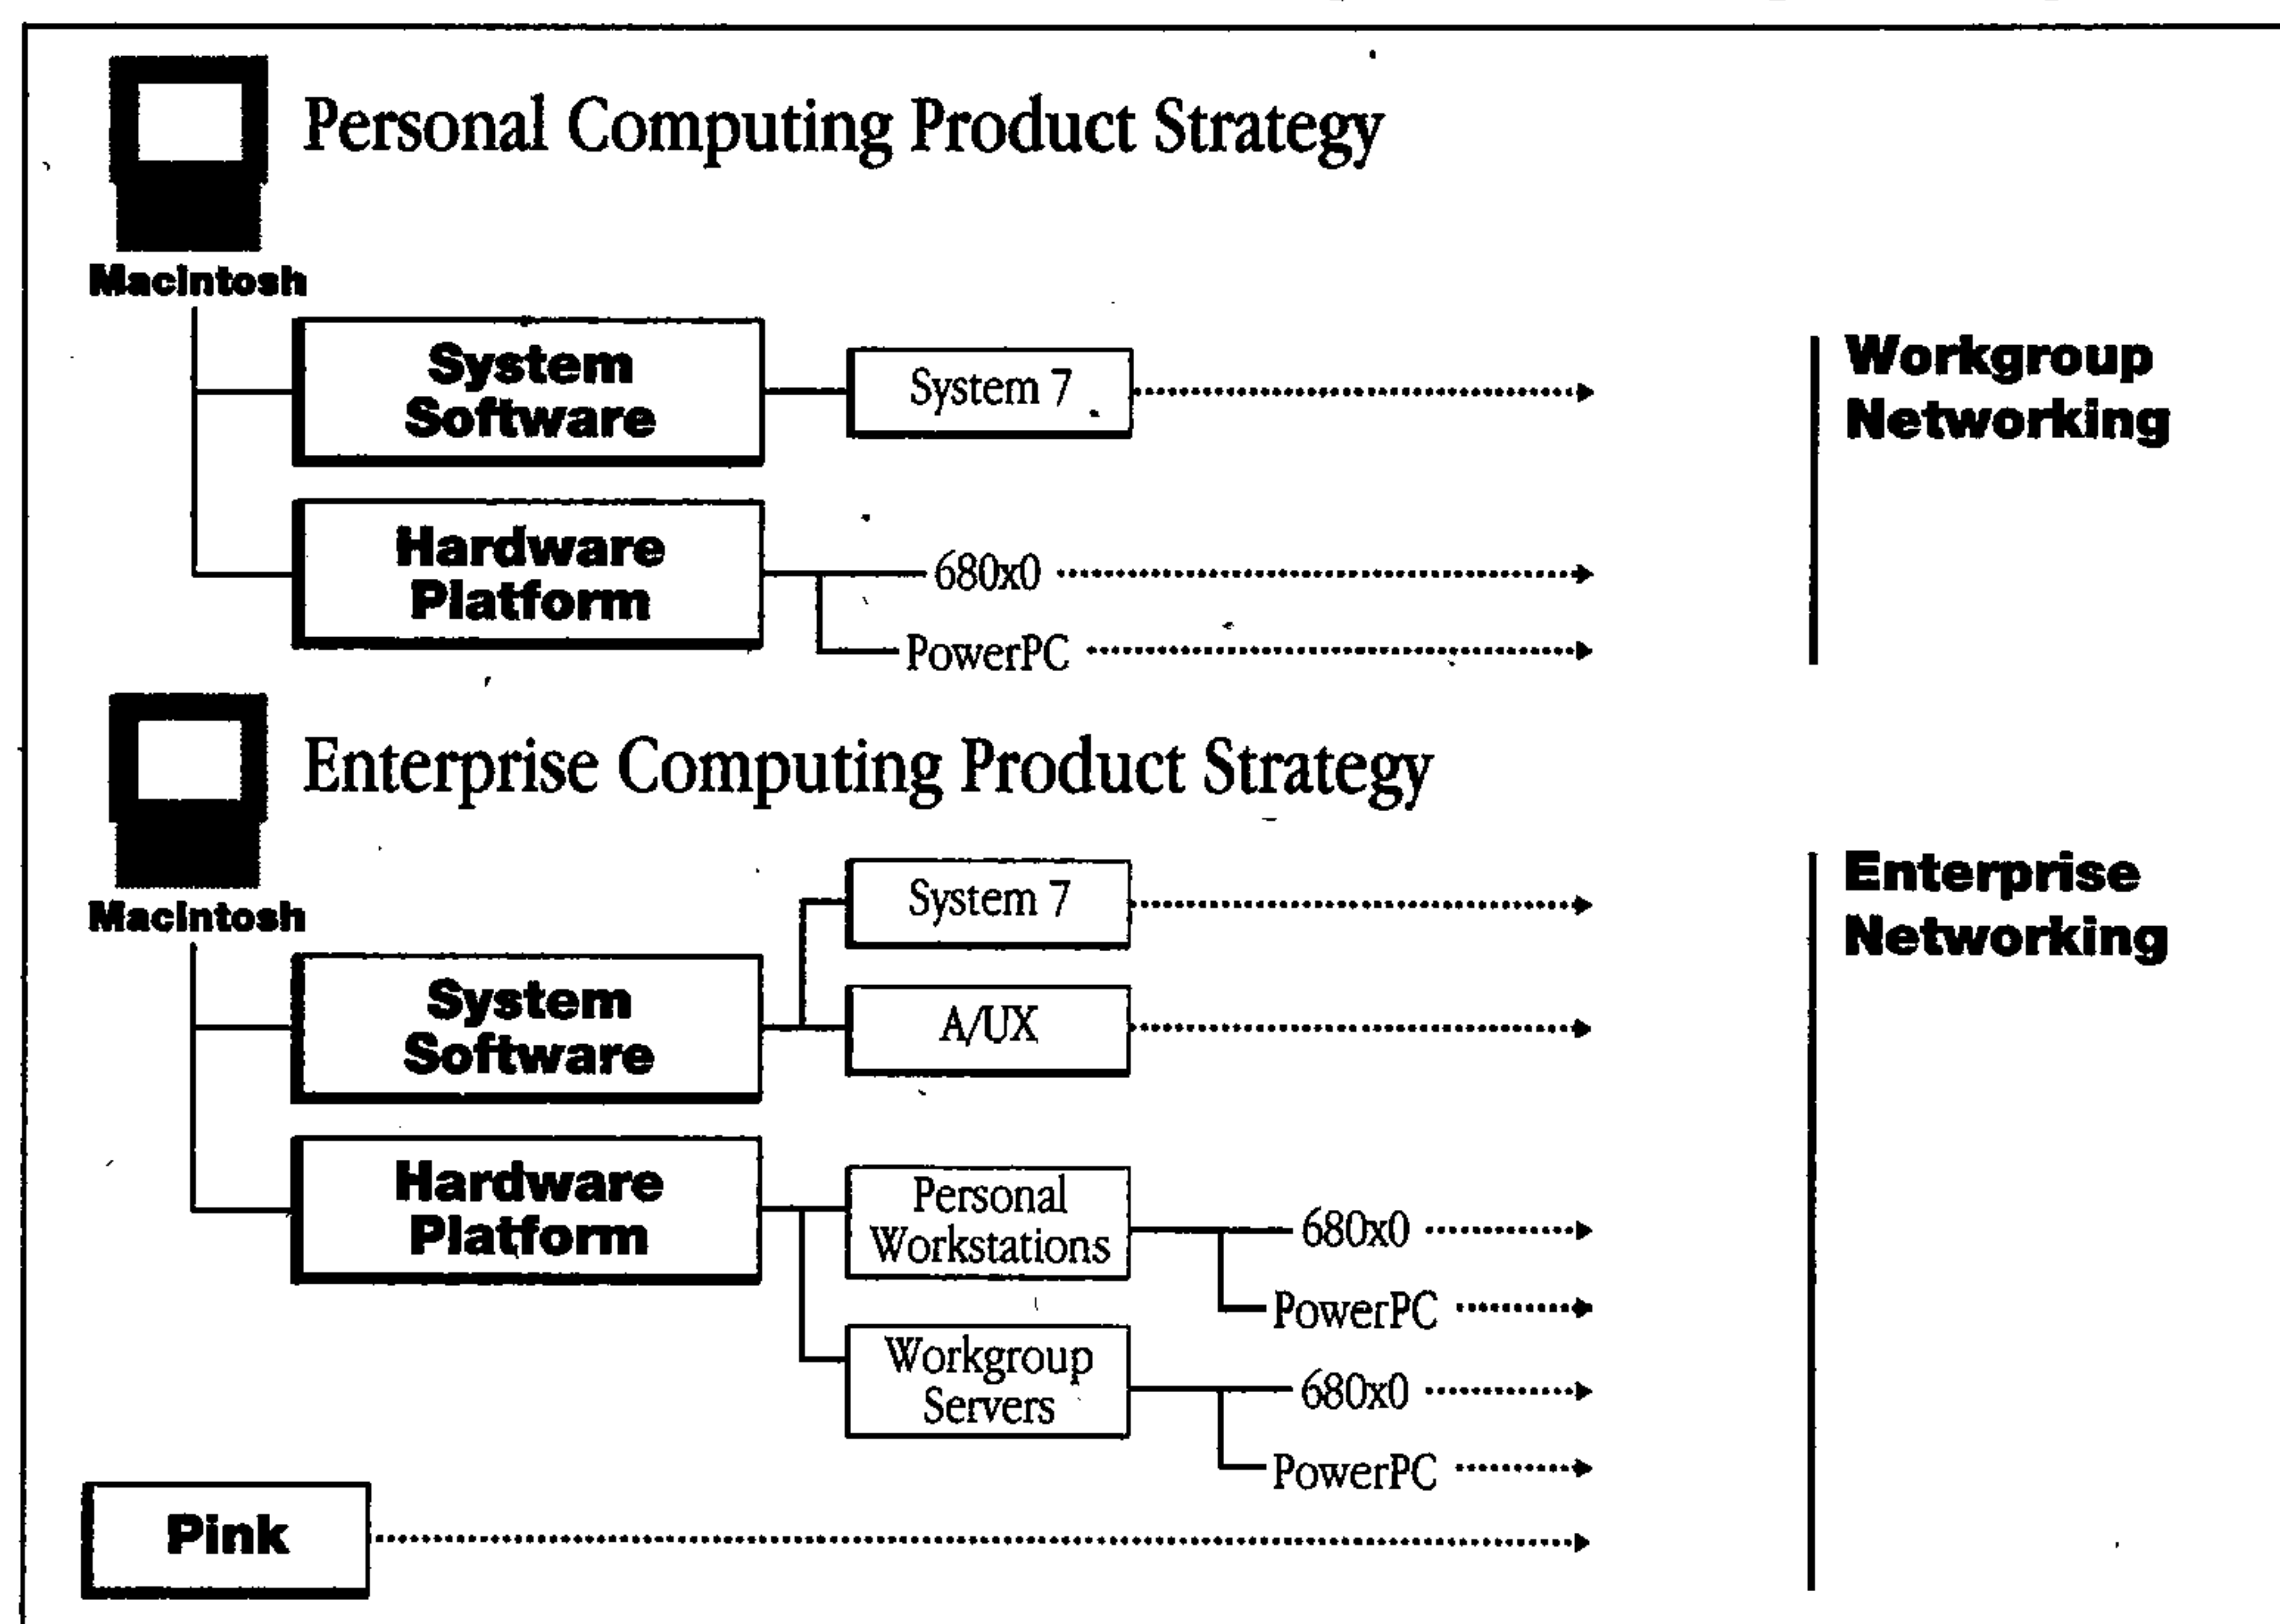 Personal Computing Product Strategy
Macintosh
System
Software
System 7
Workgroup
Networking
Hardware
Platform
680x0
PowerPC
Enterprise Computing Product Strategy
Macintosh
System
Software
System 7
A/UX
Enterprise
Networking
Hardware
Platform
Personal
Workstations
680x0
PowerPC
Workgroup
Servers
680x0
PowerPC
Pink